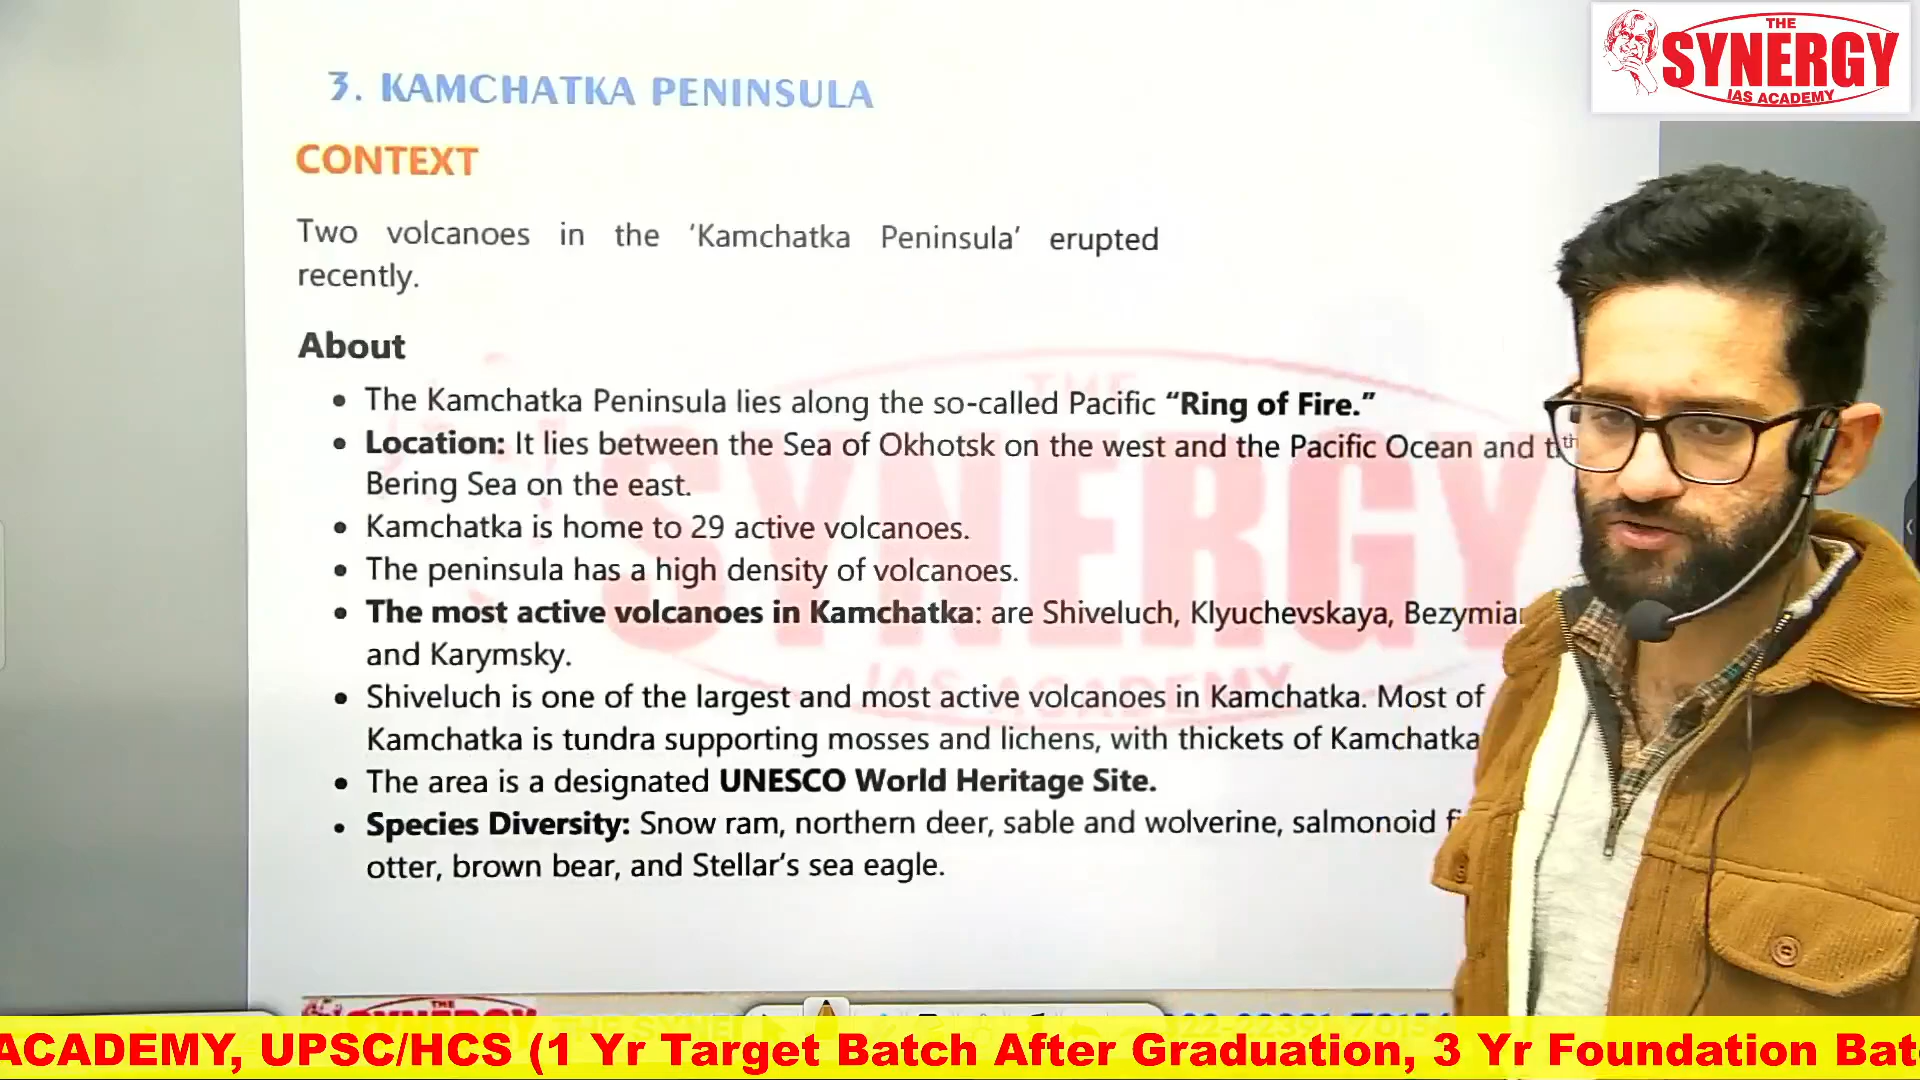 THE
SYNERGY
IAS ACADEMY
3. KAMCHATKA PENINSULA
CONTEXT
Two volcanoes in the ‘Kamchatka Peninsula’ erupted
recently.
About
• The Kamchatka Peninsula lies along the so-called Pacific “Ring of Fire.”
• Location: It lies between the Sea of Okhotsk on the west and the Pacific Ocean and
Bering Sea on the east.
• Kamchatka is home to 29 active volcanoes.
• The peninsula has a high density of volcanoes.
• The most active volcanoes in Kamchatka: are Shiveluch, Klyuchevskaya,
and Karymsky.
• Shiveluch is one of the largest and most active volcanoes in Kamchatka. Most of
Kamchatka is tundra supporting mosses and lichens, with thickets of Kamchatka
• The area is a designated UNESCO World Heritage Site.
• Species Diversity: Snow ram, northern deer, sable and wolverine, salmonoid
otter, brown bear, and Stellar’s sea eagle.
THE
SYNERGY
IAS ACADEMY
ACADEMY, UPSC/HCS (1 Yr Target Batch After Graduation, 3 Yr Foundation Bat